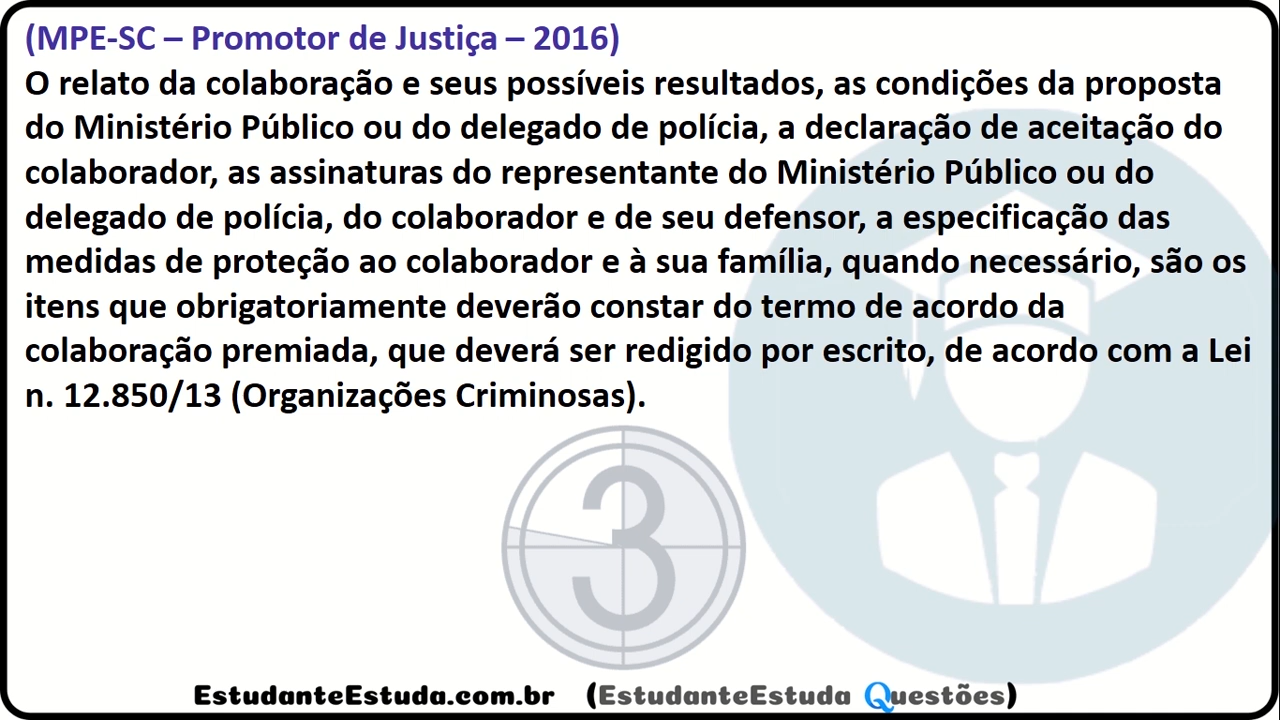 (MPE-SC – Promotor de Justiça – 2016)
O relato da colaboração e seus possíveis resultados, as condições da proposta
do Ministério Público ou do delegado de polícia, a declaração de aceitação do
colaborador, as assinaturas do representante do Ministério Público ou do
delegado de polícia, do colaborador e de seu defensor, a especificação das
medidas de proteção ao colaborador e à sua família, quando necessário, são os
itens que obrigatoriamente deverão constar do termo de acordo da
colaboração premiada, que deverá ser redigido por escrito, de acordo com a Lei
n. 12.850/13 (Organizações Criminosas).
3
EstudanteEstuda.com.br (EstudanteEstuda Questões)